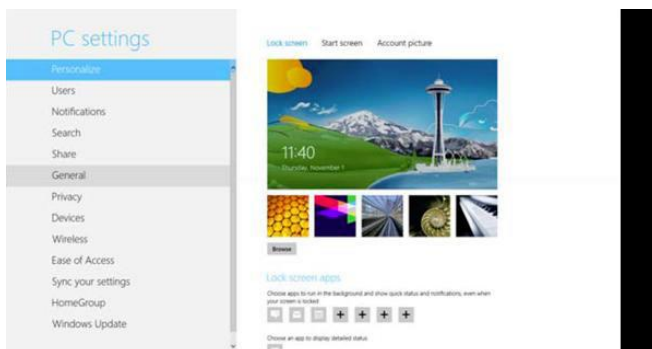 PC settings
Personalize
Users
Notifications
Search
Share
General
Privacy
Devices
Wireless
Ease of Access
Sync your settings
HomeGroup
Windows Update
Lock screen Start screen Account picture
11:40
Thursday, November 1
Browse
Lock screen apps
Choose apps to run in the background and show quick status and notifications, even when
your screen is locked
Choose an app to display detailed status